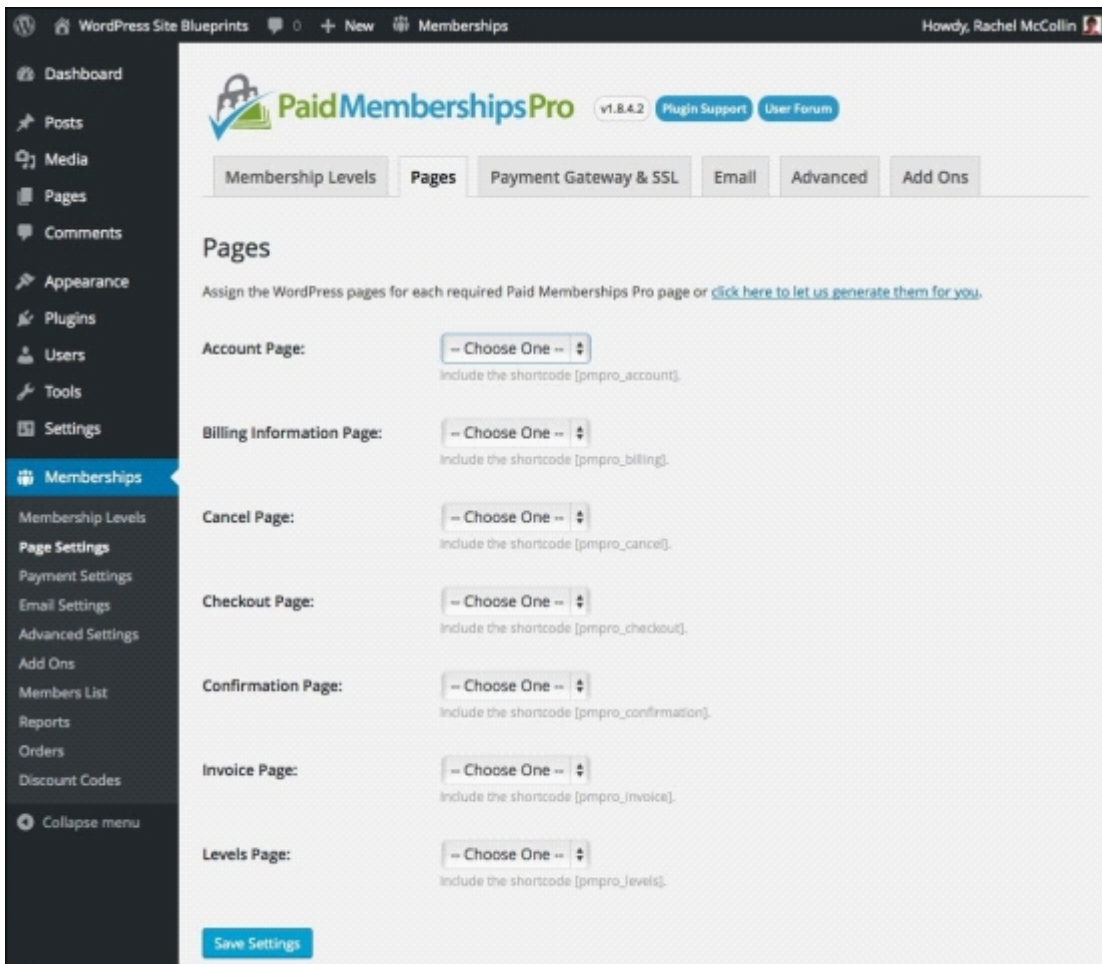 WordPress Site Blueprints 0 + New Memberships Howdy, Rachel McCollin
Dashboard
Posts
Media
Pages
Comments
Appearance
Plugins
Users
Tools
Settings
Memberships
Membership Levels
Page Settings
Payment Settings
Email Settings
Advanced Settings
Add Ons
Members List
Reports
Orders
Discount Codes
Collapse menu
PaidMembershipsPro v1.8.4.2 Plugin Support User Forum
Membership Levels Pages Payment Gateway & SSL Email Advanced Add Ons
Pages
Assign the WordPress pages for each required Paid Memberships Pro page or click here to let us generate them for you.
Account Page: -- Choose One --
Include the shortcode [pmpro_account].
Billing Information Page: -- Choose One --
Include the shortcode [pmpro_billing].
Cancel Page: -- Choose One --
Include the shortcode [pmpro_cancel].
Checkout Page: -- Choose One --
Include the shortcode [pmpro_checkout].
Confirmation Page: -- Choose One --
Include the shortcode [pmpro_confirmation].
Invoice Page: -- Choose One --
Include the shortcode [pmpro_invoice].
Levels Page: -- Choose One --
Include the shortcode [pmpro_levels].
Save Settings